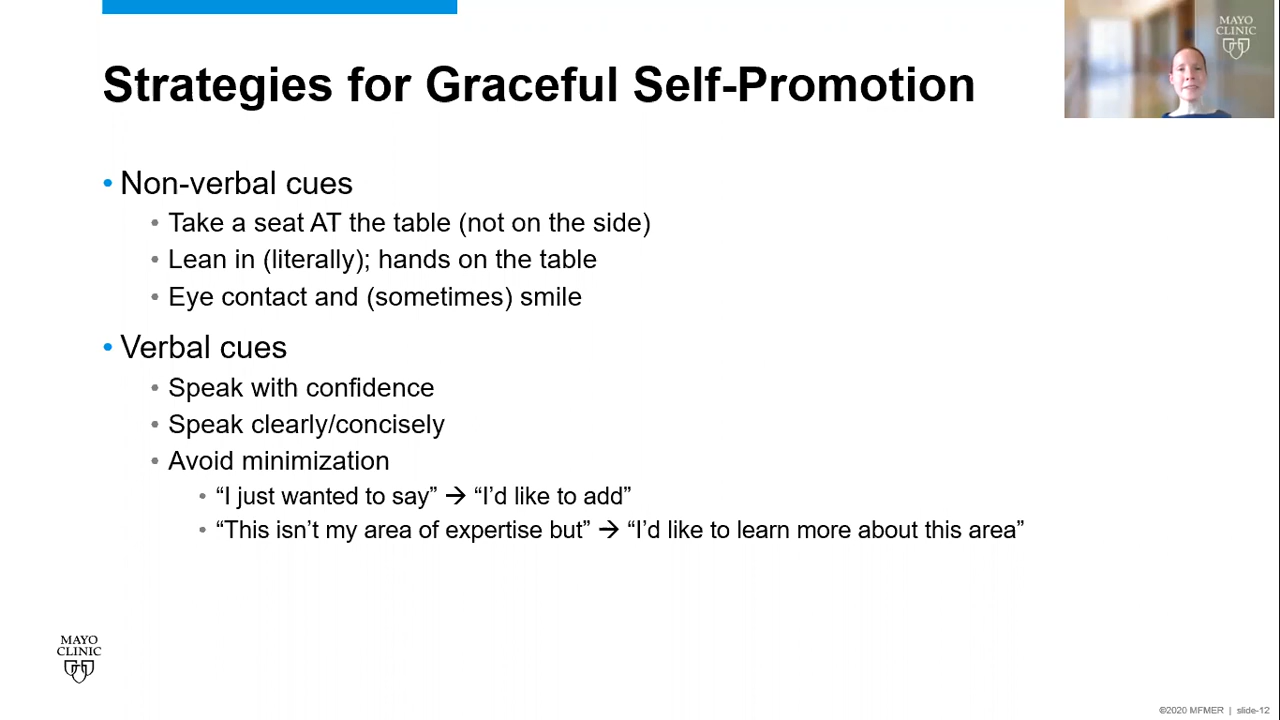 MAYO
CLINIC
Strategies for Graceful Self-Promotion
• Non-verbal cues
• Take a seat AT the table (not on the side)
• Lean in (literally); hands on the table
• Eye contact and (sometimes) smile
• Verbal cues
• Speak with confidence
• Speak clearly/concisely
• Avoid minimization
• “I just wanted to say” → “I’d like to add”
• “This isn’t my area of expertise but” → “I’d like to learn more about this area”
MAYO
CLINIC
©2020 MFMER | slide-12